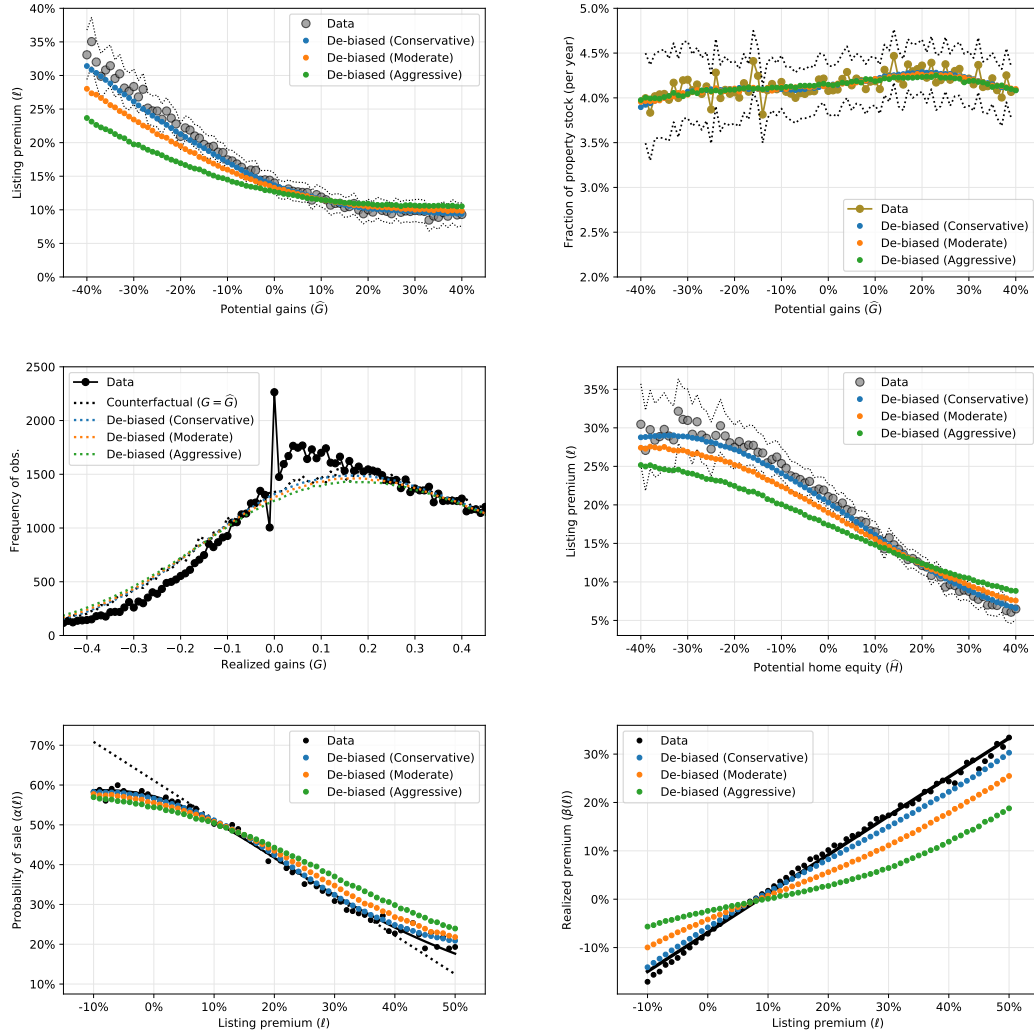 40%
35%
30%
25%
20%
15%
10%
5%
0%
Listing premium (ℓ)
Data
De-biased (Conservative)
De-biased (Moderate)
De-biased (Aggressive)
-40% -30% -20% -10% 0% 10% 20% 30% 40%
Potential gains (Ĝ)
5.0%
4.5%
4.0%
3.5%
3.0%
2.5%
2.0%
Fraction of property stock (per year)
Data
De-biased (Conservative)
De-biased (Moderate)
De-biased (Aggressive)
-40% -30% -20% -10% 0% 10% 20% 30% 40%
Potential gains (Ĝ)
2500
2000
1500
1000
500
0
Frequency of obs.
Data
Counterfactual (G = Ĝ)
De-biased (Conservative)
De-biased (Moderate)
De-biased (Aggressive)
−0.4 −0.3 −0.2 −0.1 0.0 0.1 0.2 0.3 0.4
Realized gains (G)
35%
30%
25%
20%
15%
10%
5%
Listing premium (ℓ)
Data
De-biased (Conservative)
De-biased (Moderate)
De-biased (Aggressive)
-40% -30% -20% -10% 0% 10% 20% 30% 40%
Potential home equity (Ĥ)
70%
60%
50%
40%
30%
20%
10%
Probability of sale (α(ℓ))
Data
De-biased (Conservative)
De-biased (Moderate)
De-biased (Aggressive)
-10% 0% 10% 20% 30% 40% 50%
Listing premium (ℓ)
30%
20%
10%
0%
-10%
Realized premium (β(ℓ))
Data
De-biased (Conservative)
De-biased (Moderate)
De-biased (Aggressive)
-10% 0% 10% 20% 30% 40% 50%
Listing premium (ℓ)